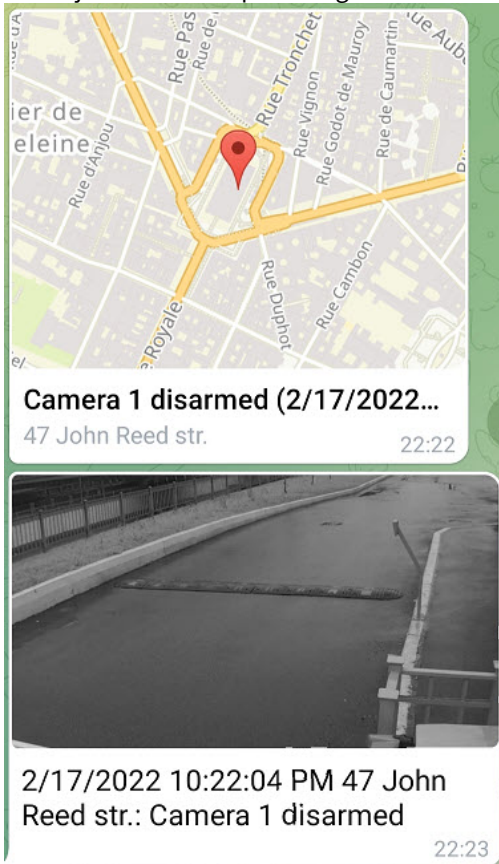 Rue Pas
Rue de
Rue Tronchet
Rue Vignon
Rue Godot de Mauroy
Rue de Caumartin
ue Aub
ier de
eleine
Rue d'Anjou
Rue Duphot
Rue Cambon
Royale
Camera 1 disarmed (2/17/2022...
47 John Reed str.
22:22
2/17/2022 10:22:04 PM 47 John
Reed str.: Camera 1 disarmed
22:23